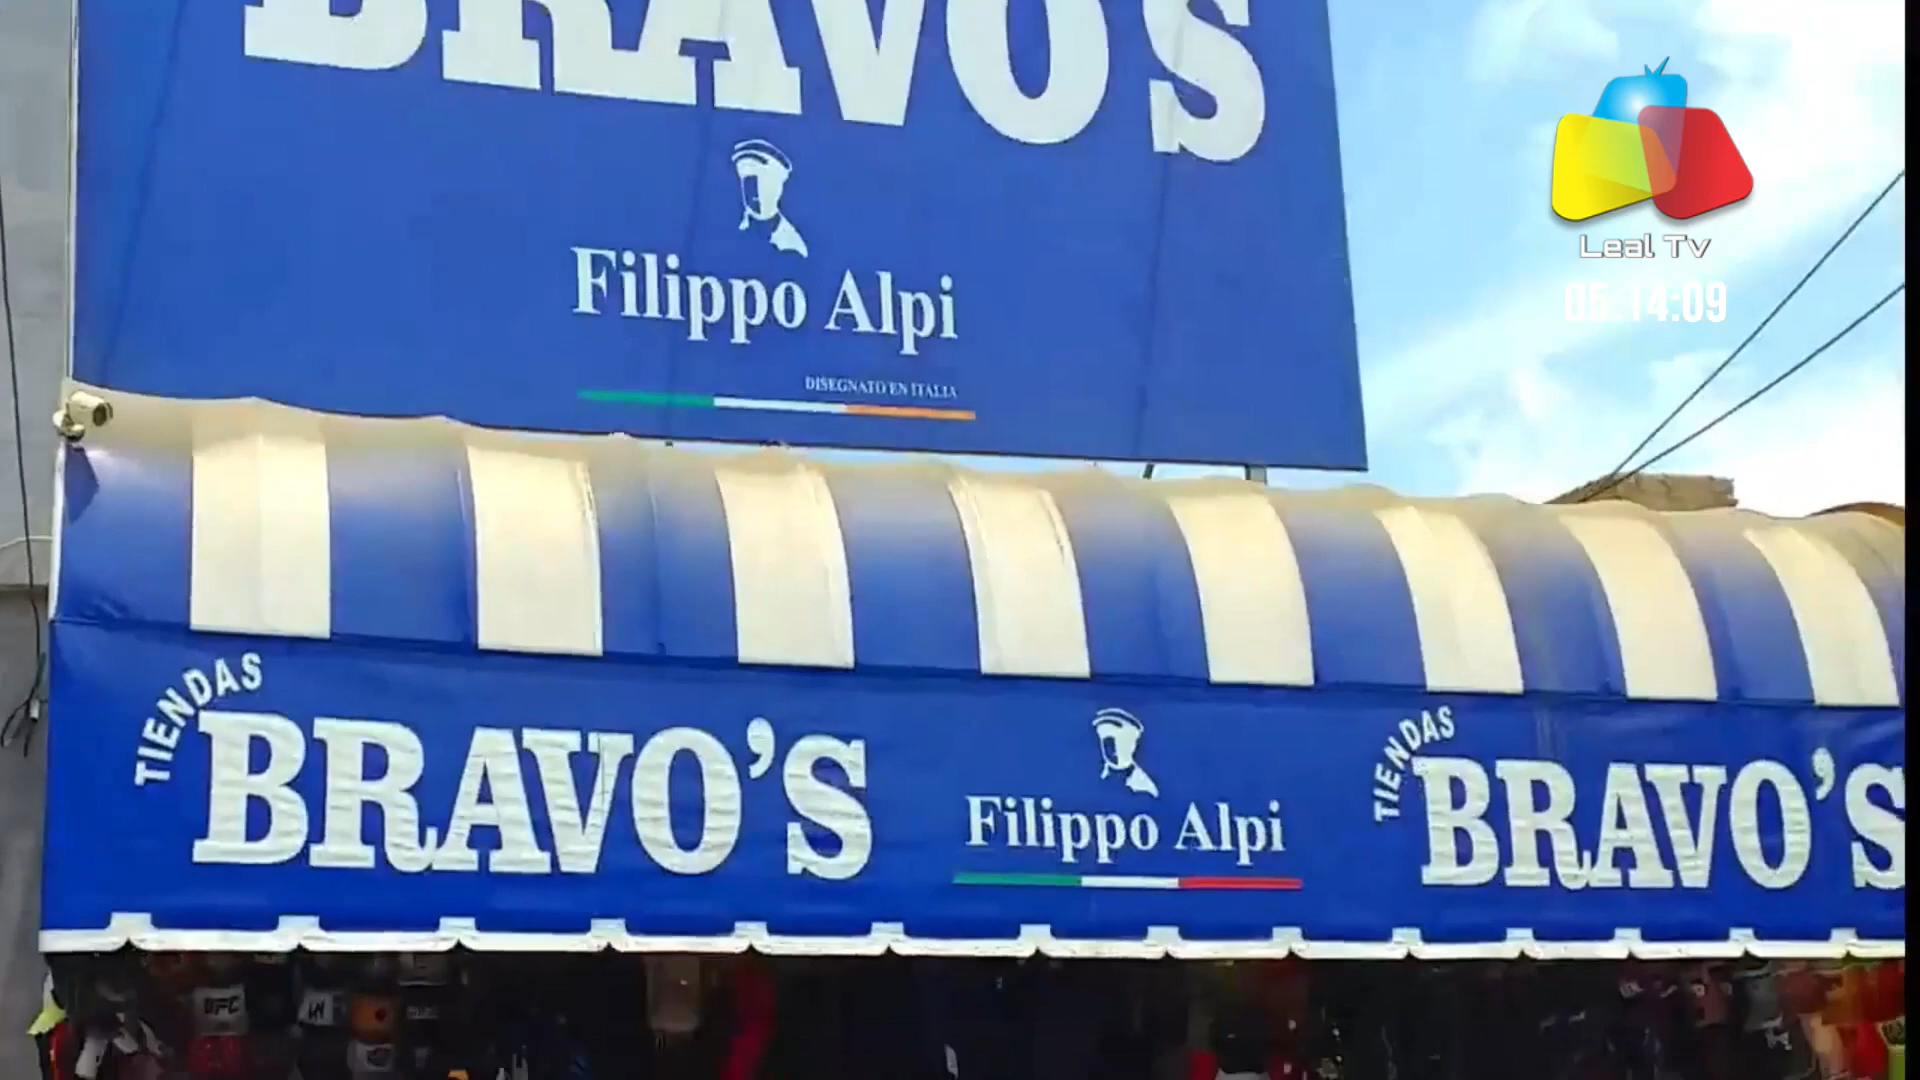 BRAVO'S
Filippo Alpi
DISEGNATO EN ITALIA
Leal Tv
05:14:09
TIENDAS
BRAVO'S
Filippo Alpi
TIENDAS
BRAVO'S
UFC